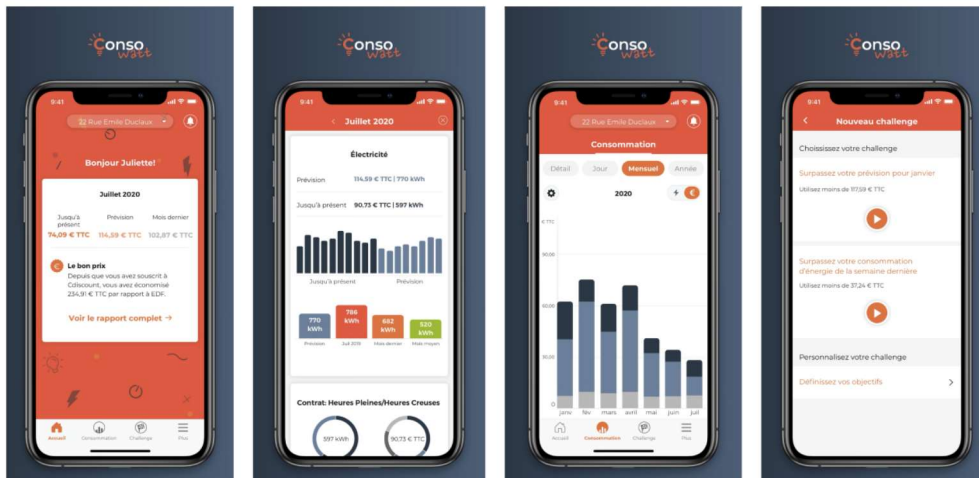 Conso
Watt
9:41
22 Rue Emile Duclaux
Bonjour Juliette!
Juillet 2020
Jusqu'à présent
Prévision
Mois dernier
74,09 € TTC
114,59 € TTC
102,87 € TTC
Le bon prix
Depuis que vous avez souscrit à
Cdiscount, vous avez économisé
234,91 € TTC par rapport à EDF.
Voir le rapport complet →
Accueil
Consommation
Challenge
Plus
Conso
Watt
9:41
Juillet 2020
Électricité
Prévision 114,59 € TTC | 770 kWh
Jusqu'à présent 90,73 € TTC | 597 kWh
Jusqu'à présent
Prévision
770 kWh
786 kWh
682 kWh
520 kWh
Prévision
Juil 2019
Mois dernier
Mois moyen
Contrat: Heures Pleines/Heures Creuses
597 kWh
90.73 € TTC
Conso
Watt
9:41
22 Rue Emile Duclaux
Consommation
Détail
Jour
Mensuel
Année
2020
€
€ TTC
90,00
60,00
30,00
0
janv
fév
mars
avril
mai
juin
juil
Accueil
Consommation
Challenge
Plus
Conso
Watt
9:41
Nouveau challenge
Choississez votre challenge
Surpassez votre prévision pour janvier
Utilisez moins de 117,59 € TTC
Surpassez votre consommation
d'énergie de la semaine dernière
Utilisez moins de 37,24 € TTC
Personnalisez votre challenge
Définissez vos objectifs